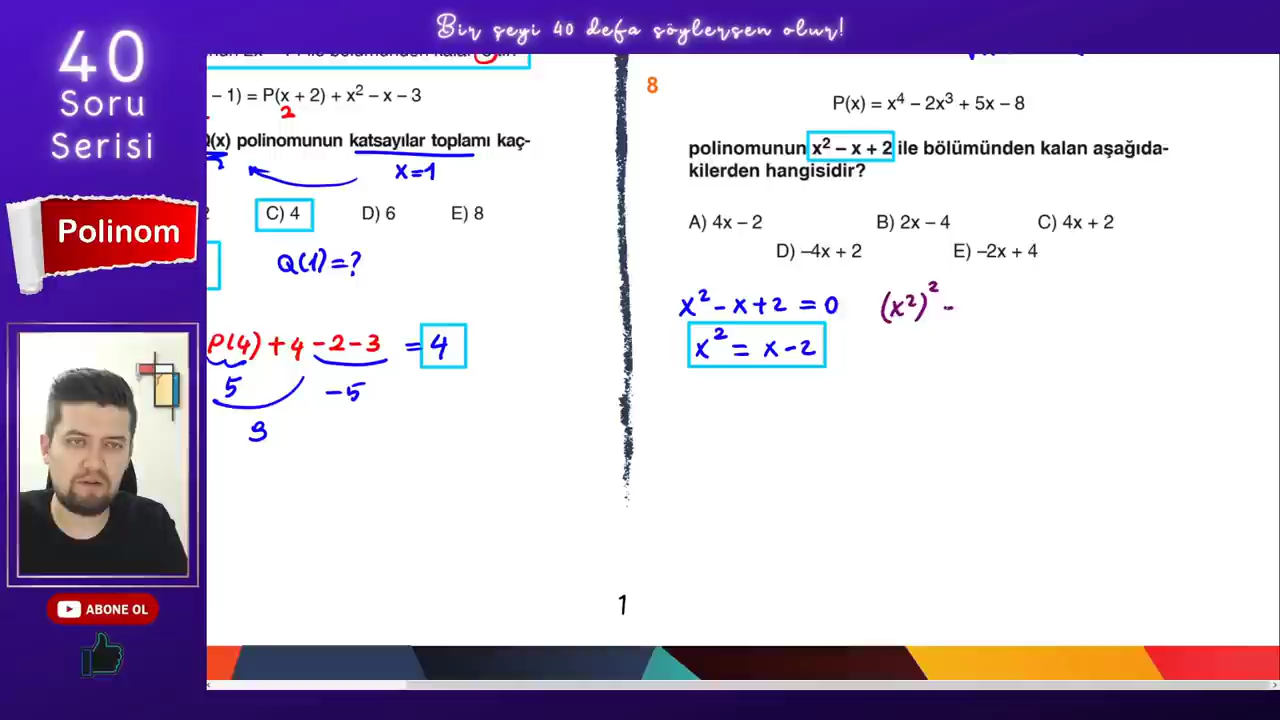 Bir şeyi 40 defa söylersen olur!
40
Soru
Serisi
Polinom
ABONE OL
– 1) = P(x + 2) + x² – x – 3
2
Q(x) polinomunun katsayılar toplamı kaç-
x=1
C) 4 D) 6 E) 8
Q(1)=?
P(4) + 4 -2-3 = 4
5 -5
9
1
8
P(x) = x⁴ – 2x³ + 5x – 8
polinomunun x² – x + 2 ile bölümünden kalan aşağıda-
kilerden hangisidir?
A) 4x – 2 B) 2x – 4 C) 4x + 2
D) –4x + 2 E) –2x + 4
x² - x + 2 = 0 (x²)² -
x² = x - 2